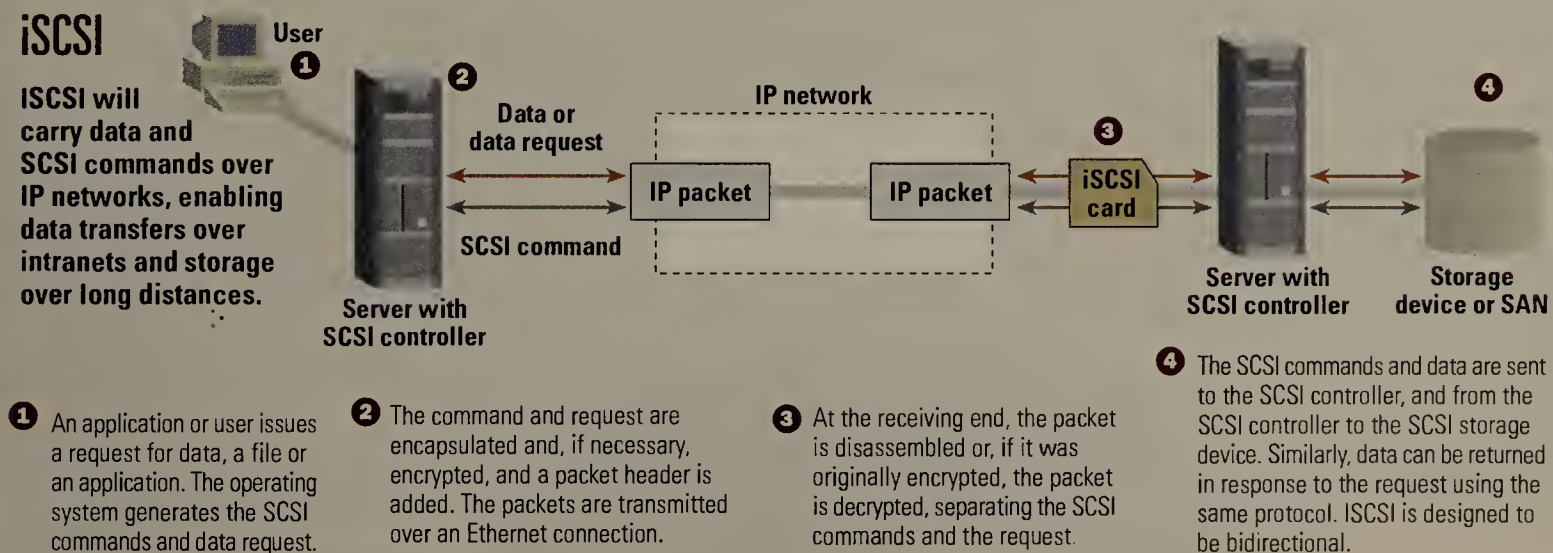 iSCSI
ISCSI will
carry data and
SCSI commands over
IP networks, enabling
data transfers over
intranets and storage
over long distances.
User
1
2
Data or
data request
SCSI command
Server with
SCSI controller
IP network
IP packet
IP packet
3
iSCSI
card
Server with
SCSI controller
4
Storage
device or SAN
1 An application or user issues
a request for data, a file or
an application. The operating
system generates the SCSI
commands and data request.
2 The command and request are
encapsulated and, if necessary,
encrypted, and a packet header is
added. The packets are transmitted
over an Ethernet connection.
3 At the receiving end, the packet
is disassembled or, if it was
originally encrypted, the packet
is decrypted, separating the SCSI
commands and the request.
4 The SCSI commands and data are sent
to the SCSI controller, and from the
SCSI controller to the SCSI storage
device. Similarly, data can be returned
in response to the request using the
same protocol. ISCSI is designed to
be bidirectional.